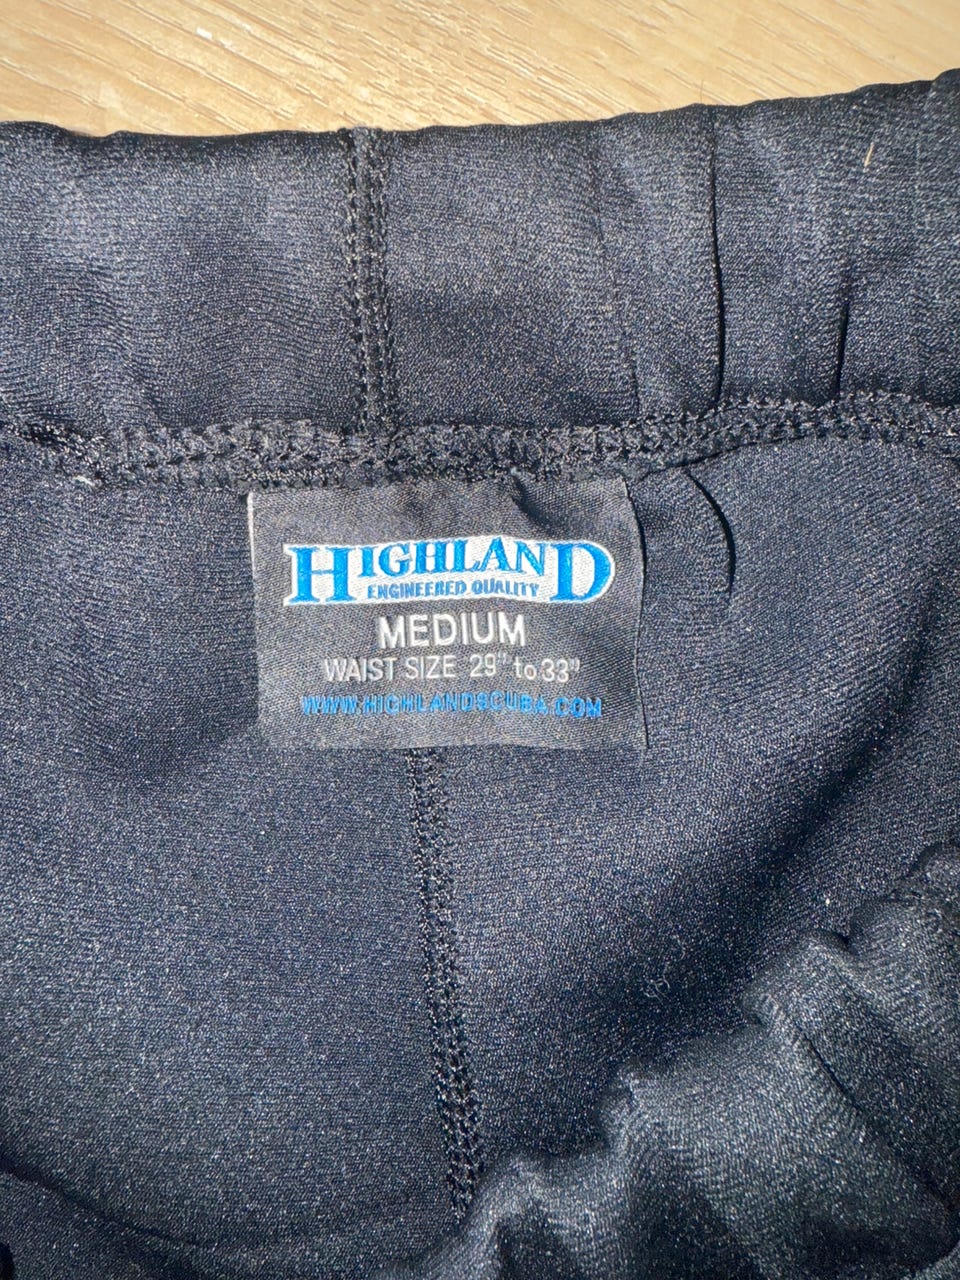 HIGHLAND
ENGINEERED QUALITY
MEDIUM
WAIST SIZE 29" to 33"
WWW.HIGHLANDSCUBA.COM